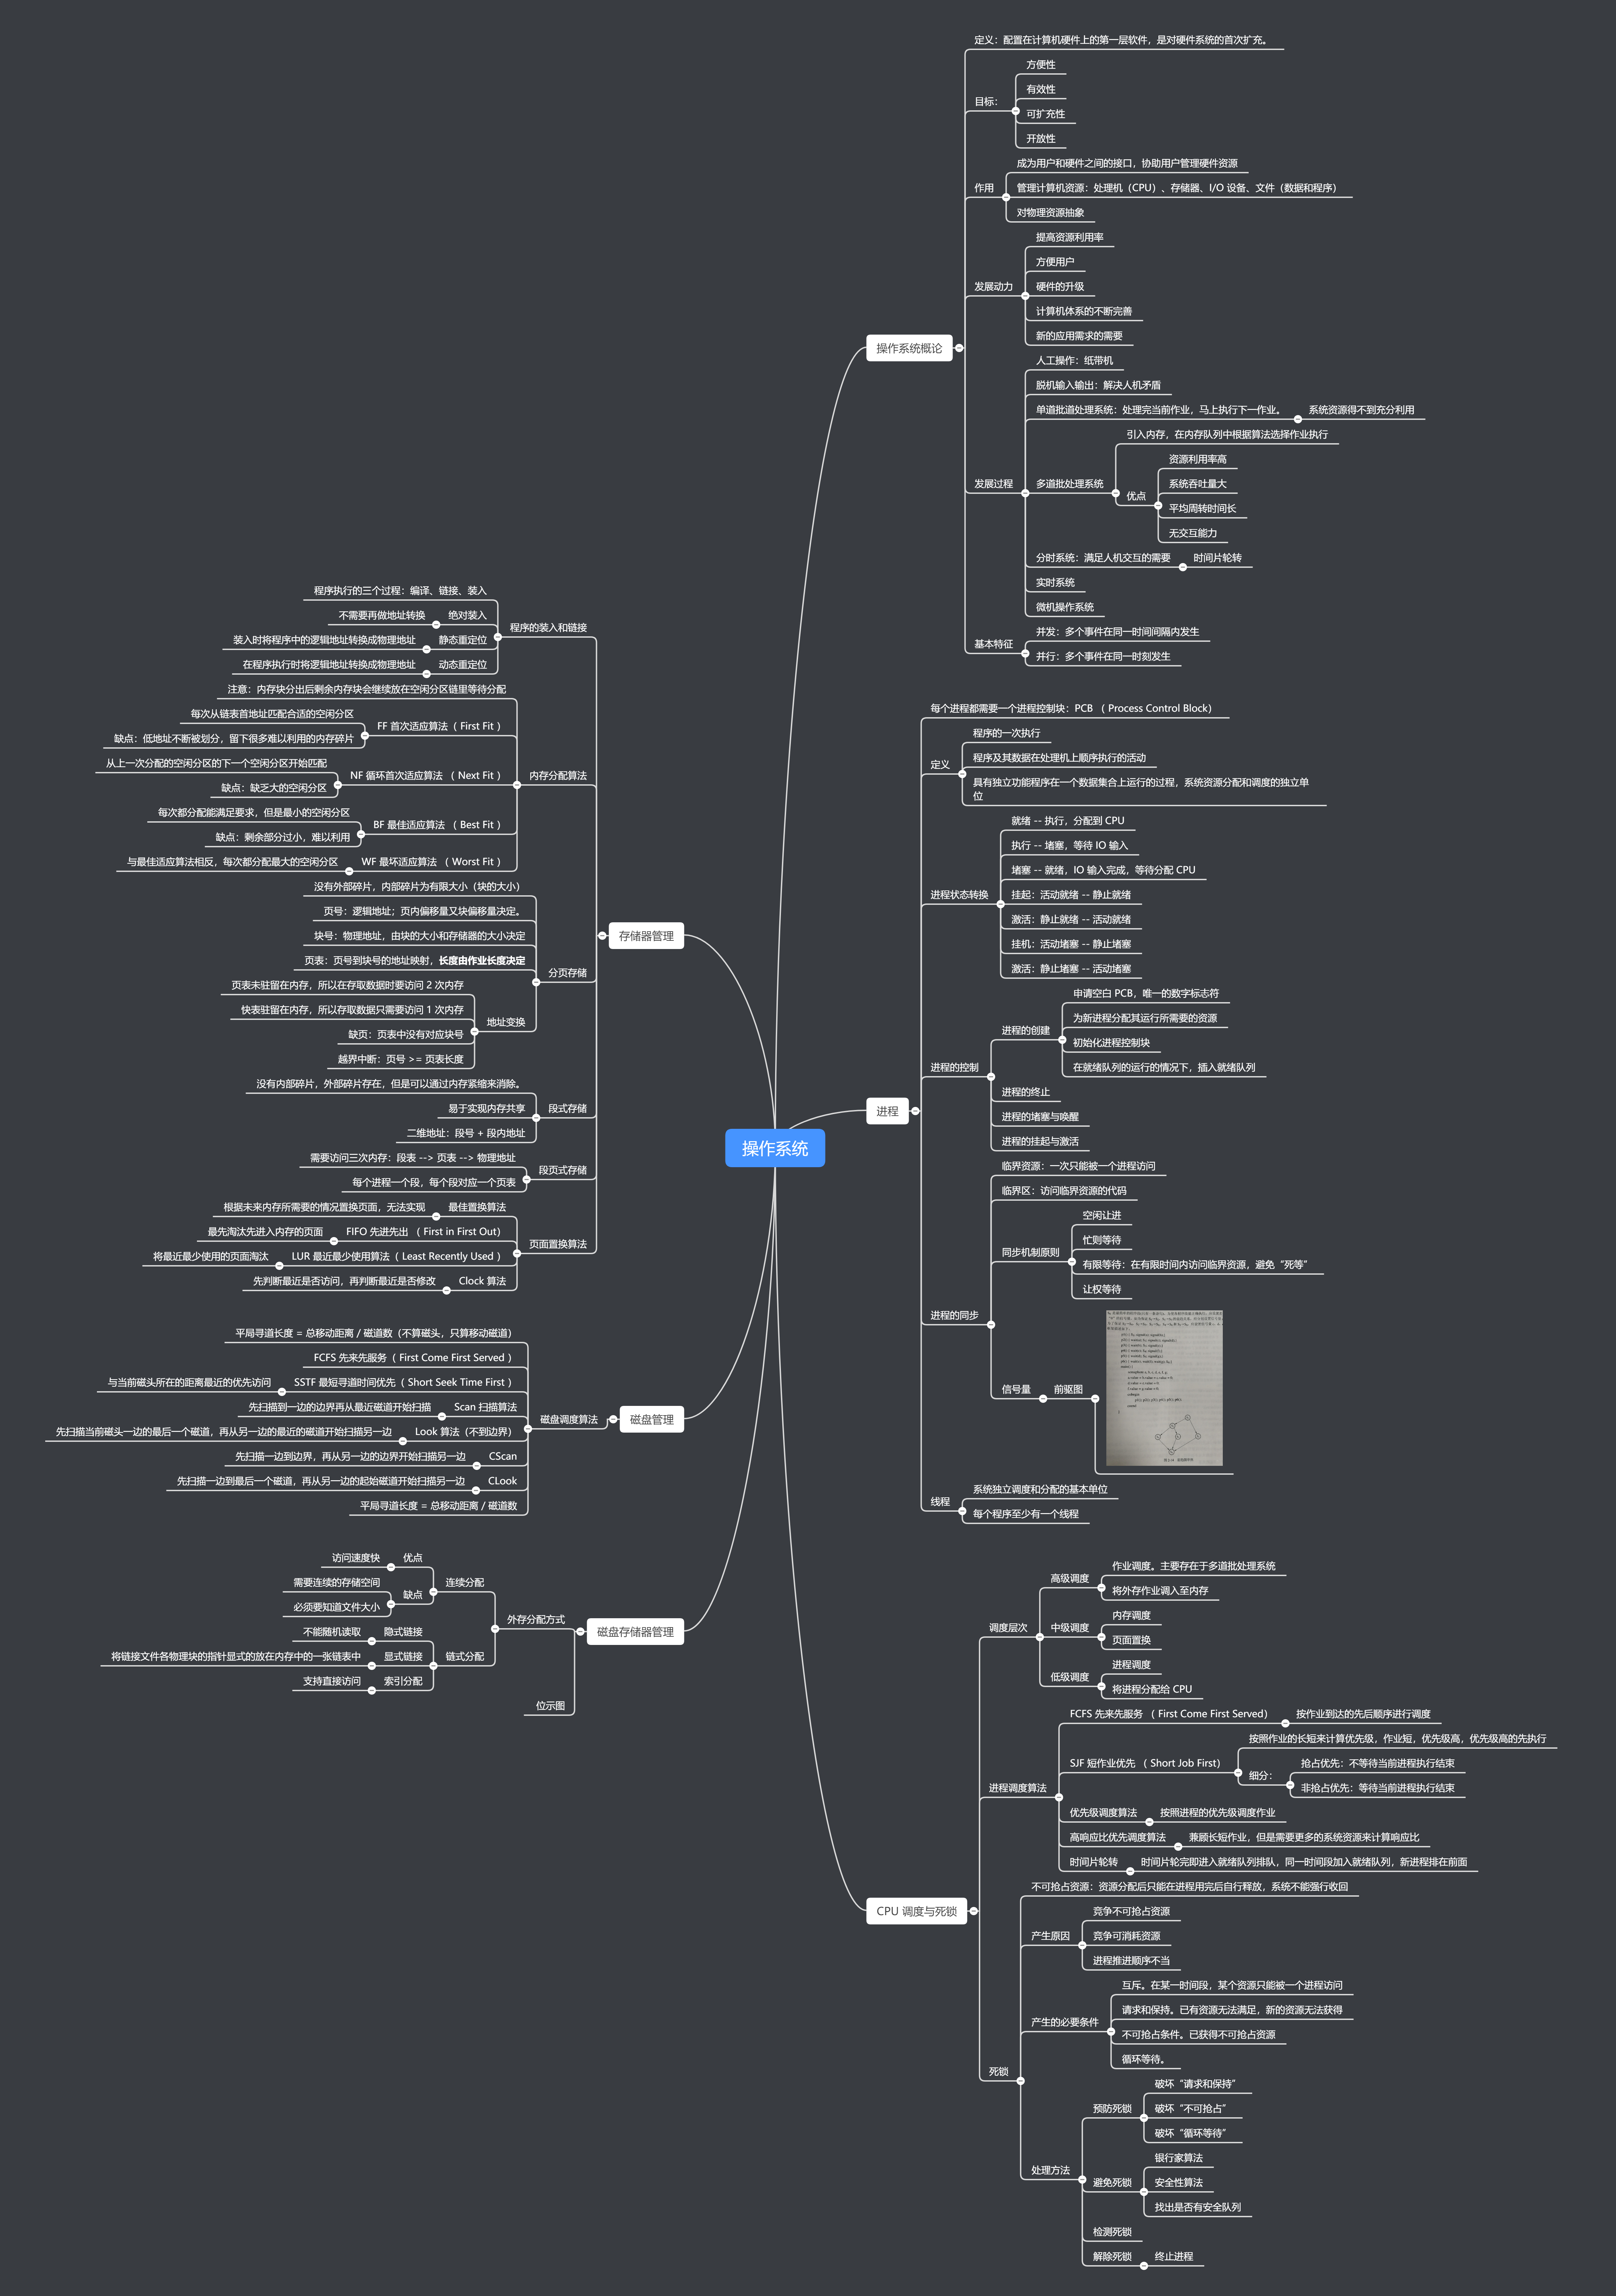 操作系统
操作系统概论
定义：配置在计算机硬件上的第一层软件，是对硬件系统的首次扩充。
目标：
方便性
有效性
可扩充性
开放性
作用
成为用户和硬件之间的接口，协助用户管理硬件资源
管理计算机资源：处理机（CPU）、存储器、I/O 设备、文件（数据和程序）
对物理资源抽象
发展动力
提高资源利用率
方便用户
硬件的升级
计算机体系的不断完善
新的应用需求的需要
发展过程
人工操作：纸带机
脱机输入输出：解决人机矛盾
单道批道处理系统：处理完当前作业，马上执行下一作业。
系统资源得不到充分利用
多道批处理系统
引入内存，在内存队列中根据算法选择作业执行
优点
资源利用率高
系统吞吐量大
平均周转时间长
无交互能力
分时系统：满足人机交互的需要
时间片轮转
实时系统
微机操作系统
基本特征
并发：多个事件在同一时间间隔内发生
并行：多个事件在同一时刻发生
进程
每个进程都需要一个进程控制块：PCB （ Process Control Block）
定义
程序的一次执行
程序及其数据在处理机上顺序执行的活动
具有独立功能程序在一个数据集合上运行的过程，系统资源分配和调度的独立单
位
进程状态转换
就绪 -- 执行，分配到 CPU
执行 -- 堵塞，等待 IO 输入
堵塞 -- 就绪，IO 输入完成，等待分配 CPU
挂起：活动就绪 -- 静止就绪
激活：静止就绪 -- 活动就绪
挂机：活动堵塞 -- 静止堵塞
激活：静止堵塞 -- 活动堵塞
进程的控制
进程的创建
申请空白 PCB，唯一的数字标志符
为新进程分配其运行所需要的资源
初始化进程控制块
在就绪队列的运行的情况下，插入就绪队列
进程的终止
进程的堵塞与唤醒
进程的挂起与激活
进程的同步
临界资源：一次只能被一个进程访问
临界区：访问临界资源的代码
同步机制原则
空闲让进
忙则等待
有限等待：在有限时间内访问临界资源，避免“死等”
让权等待
信号量
前驱图
线程
系统独立调度和分配的基本单位
每个程序至少有一个线程
CPU 调度与死锁
调度层次
高级调度
作业调度。主要存在于多道批处理系统
将外存作业调入至内存
中级调度
内存调度
页面置换
低级调度
进程调度
将进程分配给 CPU
进程调度算法
FCFS 先来先服务 （ First Come First Served）
按作业到达的先后顺序进行调度
SJF 短作业优先 （ Short Job First）
按照作业的长短来计算优先级，作业短，优先级高，优先级高的先执行
细分：
抢占优先：不等待当前进程执行结束
非抢占优先：等待当前进程执行结束
优先级调度算法
按照进程的优先级调度作业
高响应比优先调度算法
兼顾长短作业，但是需要更多的系统资源来计算响应比
时间片轮转
时间片轮完即进入就绪队列排队，同一时间段加入就绪队列，新进程排在前面
死锁
不可抢占资源：资源分配后只能在进程用完后自行释放，系统不能强行收回
产生原因
竞争不可抢占资源
竞争可消耗资源
进程推进顺序不当
产生的必要条件
互斥。在某一时间段，某个资源只能被一个进程访问
请求和保持。已有资源无法满足，新的资源无法获得
不可抢占条件。已获得不可抢占资源
循环等待。
处理方法
预防死锁
破坏“请求和保持”
破坏“不可抢占”
破坏“循环等待”
避免死锁
银行家算法
安全性算法
找出是否有安全队列
检测死锁
解除死锁
终止进程
存储器管理
程序的装入和链接
程序执行的三个过程：编译、链接、装入
绝对装入
不需要再做地址转换
静态重定位
装入时将程序中的逻辑地址转换成物理地址
动态重定位
在程序执行时将逻辑地址转换成物理地址
内存分配算法
注意：内存块分出后剩余内存块会继续放在空闲分区链里等待分配
FF 首次适应算法（ First Fit ）
每次从链表首地址匹配合适的空闲分区
缺点：低地址不断被划分，留下很多难以利用的内存碎片
NF 循环首次适应算法 （ Next Fit ）
从上一次分配的空闲分区的下一个空闲分区开始匹配
缺点：缺乏大的空闲分区
BF 最佳适应算法 （ Best Fit ）
每次都分配能满足要求，但是最小的空闲分区
缺点：剩余部分过小，难以利用
WF 最坏适应算法 （ Worst Fit ）
与最佳适应算法相反，每次都分配最大的空闲分区
分页存储
没有外部碎片，内部碎片为有限大小（块的大小）
页号：逻辑地址；页内偏移量又块偏移量决定。
块号：物理地址，由块的大小和存储器的大小决定
页表：页号到块号的地址映射，长度由作业长度决定
地址变换
页表未驻留在内存，所以在存取数据时要访问 2 次内存
快表驻留在内存，所以存取数据只需要访问 1 次内存
缺页：页表中没有对应块号
越界中断：页号 >= 页表长度
段式存储
没有内部碎片，外部碎片存在，但是可以通过内存紧缩来消除。
易于实现内存共享
二维地址：段号 + 段内地址
段页式存储
需要访问三次内存：段表 --> 页表 --> 物理地址
每个进程一个段，每个段对应一个页表
页面置换算法
最佳置换算法
根据未来内存所需要的情况置换页面，无法实现
FIFO 先进先出 （ First in First Out）
最先淘汰先进入内存的页面
LUR 最近最少使用算法（ Least Recently Used ）
将最近最少使用的页面淘汰
Clock 算法
先判断最近是否访问，再判断最近是否修改
磁盘管理
磁盘调度算法
平局寻道长度 = 总移动距离 / 磁道数（不算磁头，只算移动磁道）
FCFS 先来先服务（ First Come First Served ）
SSTF 最短寻道时间优先（ Short Seek Time First ）
与当前磁头所在的距离最近的优先访问
Scan 扫描算法
先扫描到一边的边界再从最近磁道开始扫描
Look 算法（不到边界）
先扫描当前磁头一边的最后一个磁道，再从另一边的最近的磁道开始扫描另一边
CScan
先扫描一边到边界，再从另一边的边界开始扫描另一边
CLook
先扫描一边到最后一个磁道，再从另一边的起始磁道开始扫描另一边
平局寻道长度 = 总移动距离 / 磁道数
磁盘存储器管理
外存分配方式
连续分配
优点
访问速度快
缺点
需要连续的存储空间
必须要知道文件大小
链式分配
隐式链接
不能随机读取
显式链接
将链接文件各物理块的指针显式的放在内存中的一张链表中
索引分配
支持直接访问
位示图